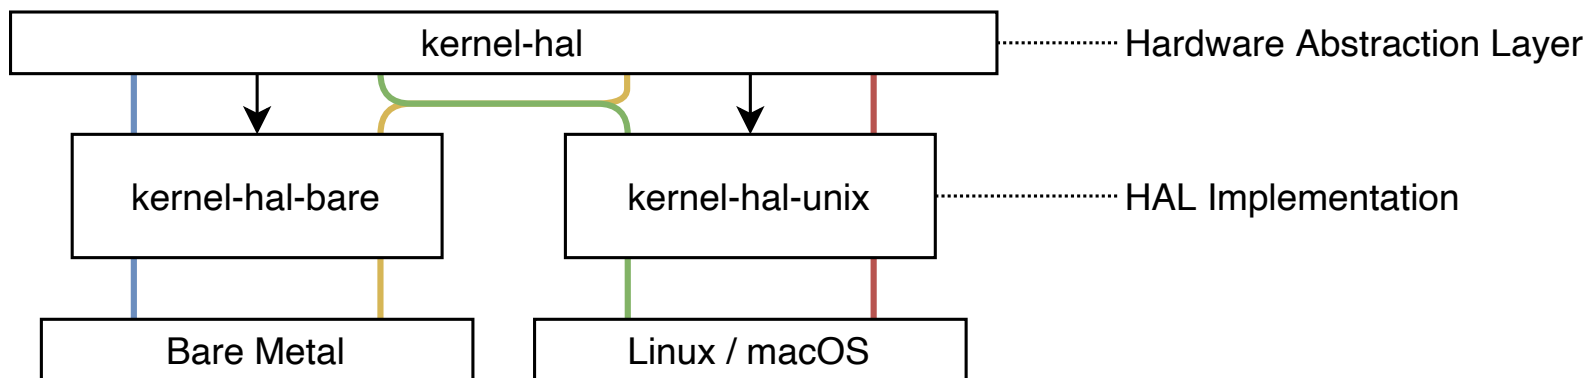 kernel-hal
Hardware Abstraction Layer
kernel-hal-bare
kernel-hal-unix
HAL Implementation
Bare Metal
Linux / macOS